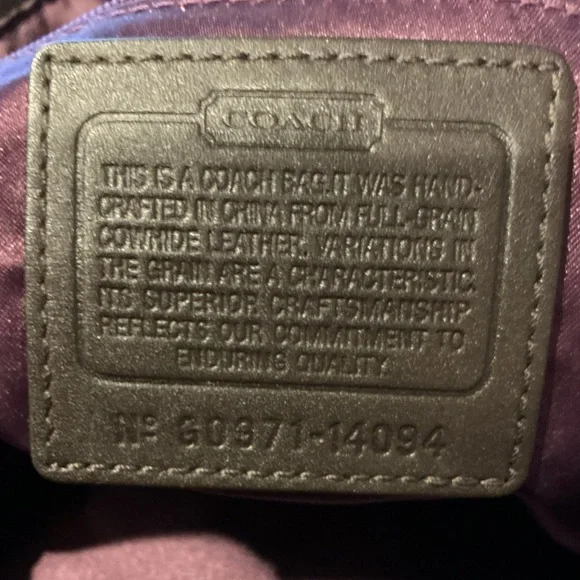 COACH
THIS IS A COACH BAG.IT WAS HAND-
CRAFTED IN CHINA FROM FULL-GRAIN
COWHIDE LEATHER. VARIATIONS IN
THE GRAIN ARE A CHARACTERISTIC.
ITS SUPERIOR CRAFTSMANSHIP
REFLECTS OUR COMMITMENT TO
ENDURING QUALITY
Nº G0871-14094